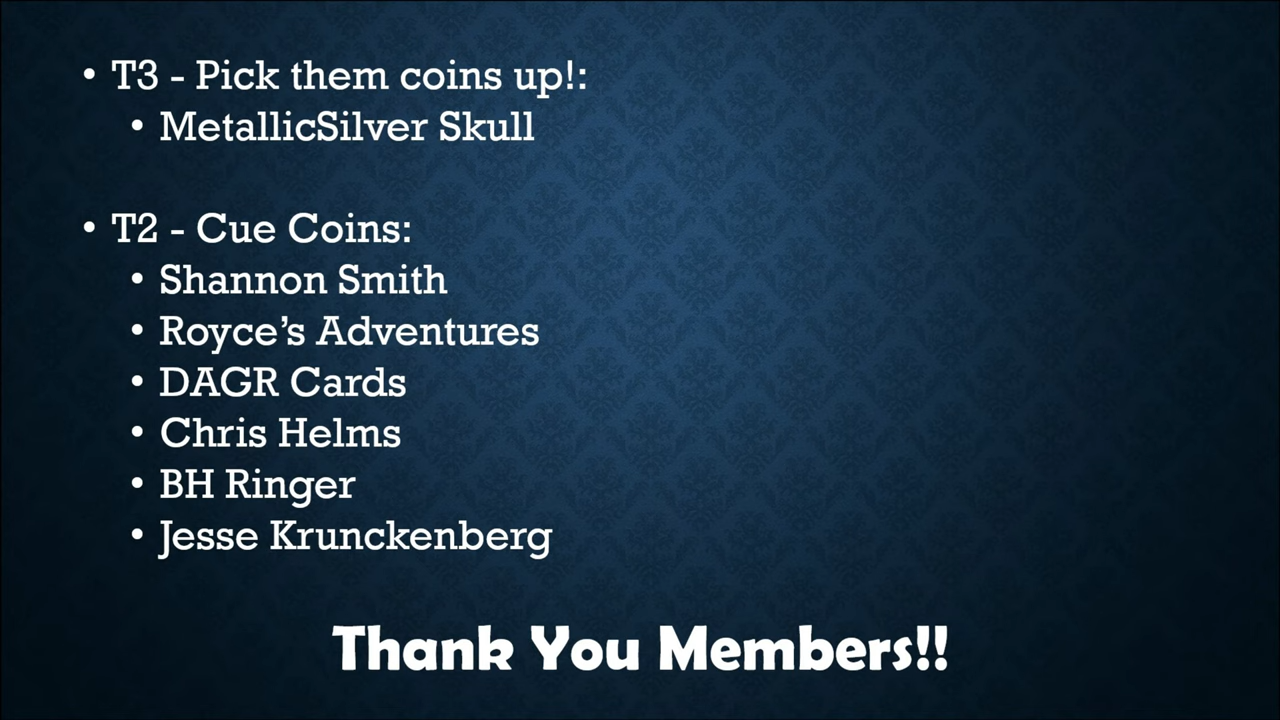 • T3 - Pick them coins up!:
• MetallicSilver Skull
• T2 - Cue Coins:
• Shannon Smith
• Royce’s Adventures
• DAGR Cards
• Chris Helms
• BH Ringer
• Jesse Krunckenberg
Thank You Members!!